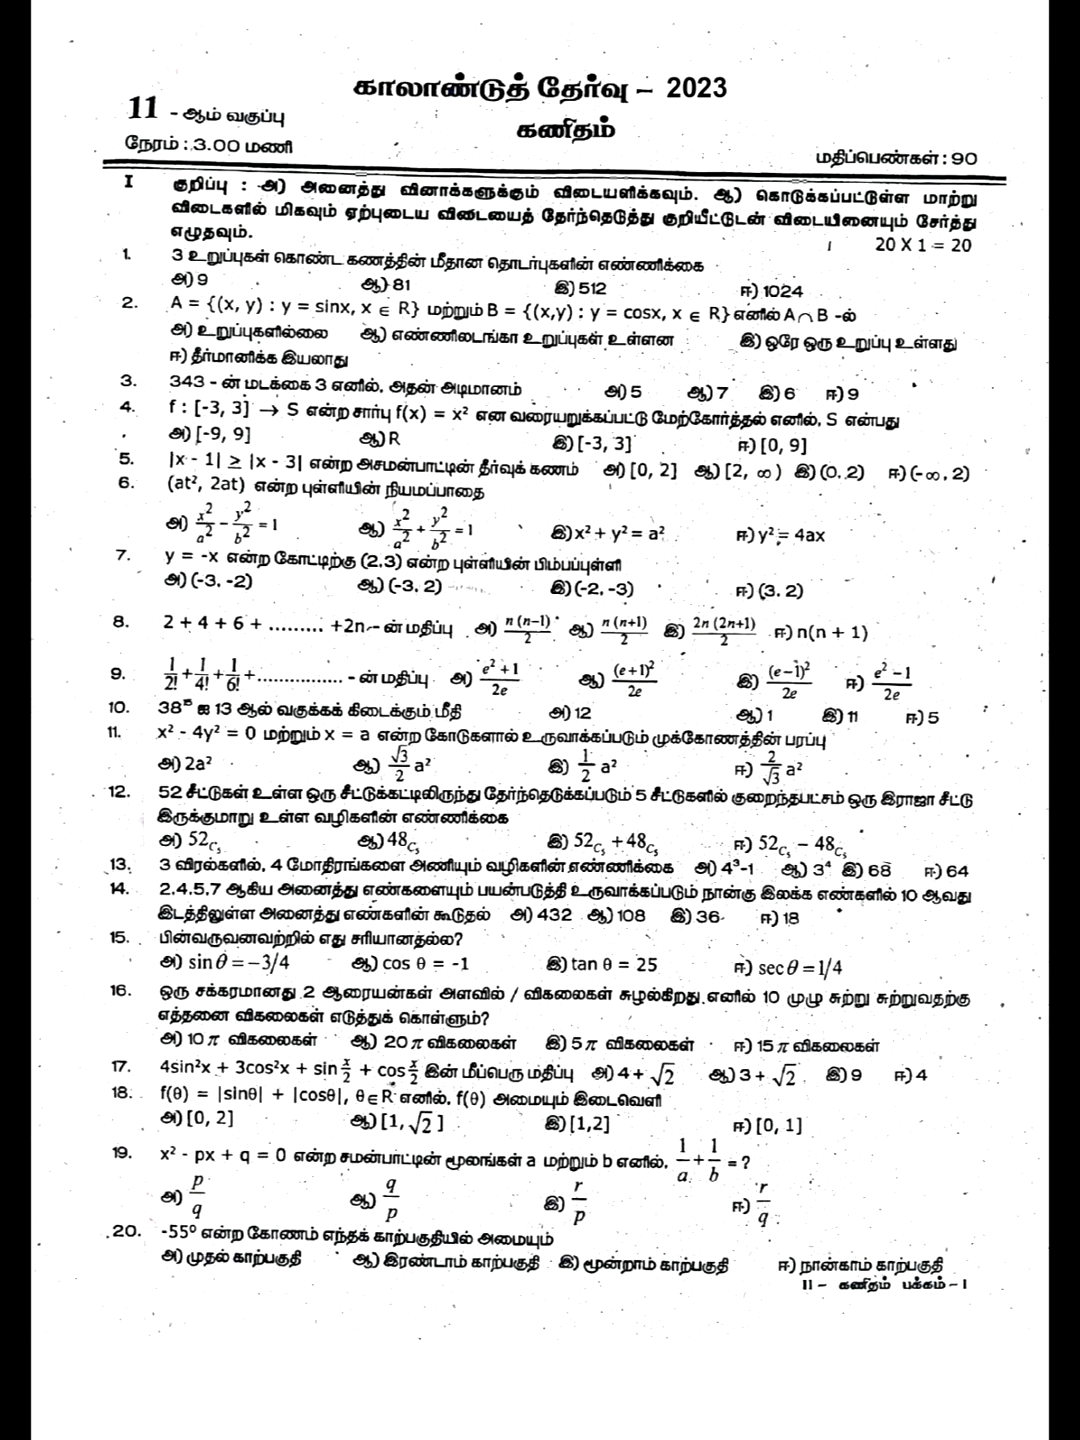 காலாண்டுத் தேர்வு – 2023
11 - ஆம் வகுப்பு
கணிதம்
நேரம் : 3.00 மணி
மதிப்பெண்கள் : 90
I குறிப்பு : அ) அனைத்து வினாக்களுக்கும் விடையளிக்கவும். ஆ) கொடுக்கப்பட்டுள்ள மாற்று
விடைகளில் மிகவும் ஏற்புடைய விடையைத் தேர்ந்தெடுத்து குறியீட்டுடன் விடையினையும் சேர்த்து
எழுதவும். 20 X 1 = 20
1. 3 உறுப்புகள் கொண்ட கணத்தின் மீதான தொடர்புகளின் எண்ணிக்கை
அ) 9 ஆ) 81 இ) 512 ஈ) 1024
2. A = {(x, y) : y = sinx, x ∈ R} மற்றும் B = {(x,y) : y = cosx, x ∈ R} எனில் A∩B -ல்
அ) உறுப்புகளில்லை ஆ) எண்ணிலடங்கா உறுப்புகள் உள்ளன இ) ஒரே ஒரு உறுப்பு உள்ளது
ஈ) தீர்மானிக்க இயலாது
3. 343 - ன் மடக்கை 3 எனில், அதன் அடிமானம் அ) 5 ஆ) 7 இ) 6 ஈ) 9
4. f : [-3, 3] → S என்ற சார்பு f(x) = x² என வரையறுக்கப்பட்டு மேற்கோர்த்தல் எனில், S என்பது
அ) [-9, 9] ஆ) R இ) [-3, 3] ஈ) [0, 9]
5. |x - 1| ≥ |x - 3| என்ற அசமன்பாட்டின் தீர்வுக் கணம் அ) [0, 2] ஆ) [2, ∞) இ) (0, 2) ஈ) (-∞, 2)
6. (at², 2at) என்ற புள்ளியின் நியமப்பாதை
அ) x²/a² - y²/b² = 1 ஆ) x²/a² + y²/b² = 1 இ) x² + y² = a² ஈ) y² = 4ax
7. y = -x என்ற கோட்டிற்கு (2,3) என்ற புள்ளியின் பிம்பப்புள்ளி
அ) (-3, -2) ஆ) (-3, 2) இ) (-2, -3) ஈ) (3, 2)
8. 2 + 4 + 6 + ......... +2n - ன் மதிப்பு அ) n(n-1)/2 ஆ) n(n+1)/2 இ) 2n(2n+1)/2 ஈ) n(n + 1)
9. 1/2! + 1/4! + 1/6! + ................ - ன் மதிப்பு அ) (e²+1)/2e ஆ) (e+1)²/2e இ) (e-1)²/2e ஈ) (e²-1)/2e
10. 38¹⁵ ஐ 13 ஆல் வகுக்கக் கிடைக்கும் மீதி அ) 12 ஆ) 1 இ) 11 ஈ) 5
11. x² - 4y² = 0 மற்றும் x = a என்ற கோடுகளால் உருவாக்கப்படும் முக்கோணத்தின் பரப்பு
அ) 2a² ஆ) √3/2 a² இ) 1/2 a² ஈ) 2/√3 a²
12. 52 சீட்டுகள் உள்ள ஒரு சீட்டுக்கட்டிலிருந்து தேர்ந்தெடுக்கப்படும் 5 சீட்டுகளில் குறைந்தபட்சம் ஒரு இராஜா சீட்டு
இருக்குமாறு உள்ள வழிகளின் எண்ணிக்கை
அ) 52C₅ ஆ) 48C₅ இ) 52C₅ + 48C₅ ஈ) 52C₅ – 48C₅
13. 3 விரல்களில், 4 மோதிரங்களை அணியும் வழிகளின் எண்ணிக்கை அ) 4³-1 ஆ) 3⁴ இ) 68 ஈ) 64
14. 2,4,5,7 ஆகிய அனைத்து எண்களையும் பயன்படுத்தி உருவாக்கப்படும் நான்கு இலக்க எண்களில் 10 ஆவது
இடத்திலுள்ள அனைத்து எண்களின் கூடுதல் அ) 432 ஆ) 108 இ) 36 ஈ) 18
15. பின்வருவனவற்றில் எது சரியானதல்ல?
அ) sin θ = -3/4 ஆ) cos θ = -1 இ) tan θ = 25 ஈ) sec θ = 1/4
16. ஒரு சக்கரமானது 2 ஆரையன்கள் அளவில் / விகலைகள் சுழல்கிறது எனில் 10 முழு சுற்று சுற்றுவதற்கு
எத்தனை விகலைகள் எடுத்துக் கொள்ளும்?
அ) 10π விகலைகள் ஆ) 20π விகலைகள் இ) 5π விகலைகள் ஈ) 15π விகலைகள்
17. 4sin²x + 3cos²x + sin x/2 + cos x/2 இன் மீப்பெரு மதிப்பு அ) 4 + √2 ஆ) 3 + √2 இ) 9 ஈ) 4
18. f(θ) = |sinθ| + |cosθ|, θ∈R எனில், f(θ) அமையும் இடைவெளி
அ) [0, 2] ஆ) [1, √2] இ) [1,2] ஈ) [0, 1]
19. x² - px + q = 0 என்ற சமன்பாட்டின் மூலங்கள் a மற்றும் b எனில், 1/a + 1/b = ?
அ) p/q ஆ) q/p இ) r/p ஈ) r/q
20. -55⁰ என்ற கோணம் எந்தக் காற்பகுதியில் அமையும்
அ) முதல் காற்பகுதி ஆ) இரண்டாம் காற்பகுதி இ) மூன்றாம் காற்பகுதி ஈ) நான்காம் காற்பகுதி
11 – கணிதம் பக்கம் – 1